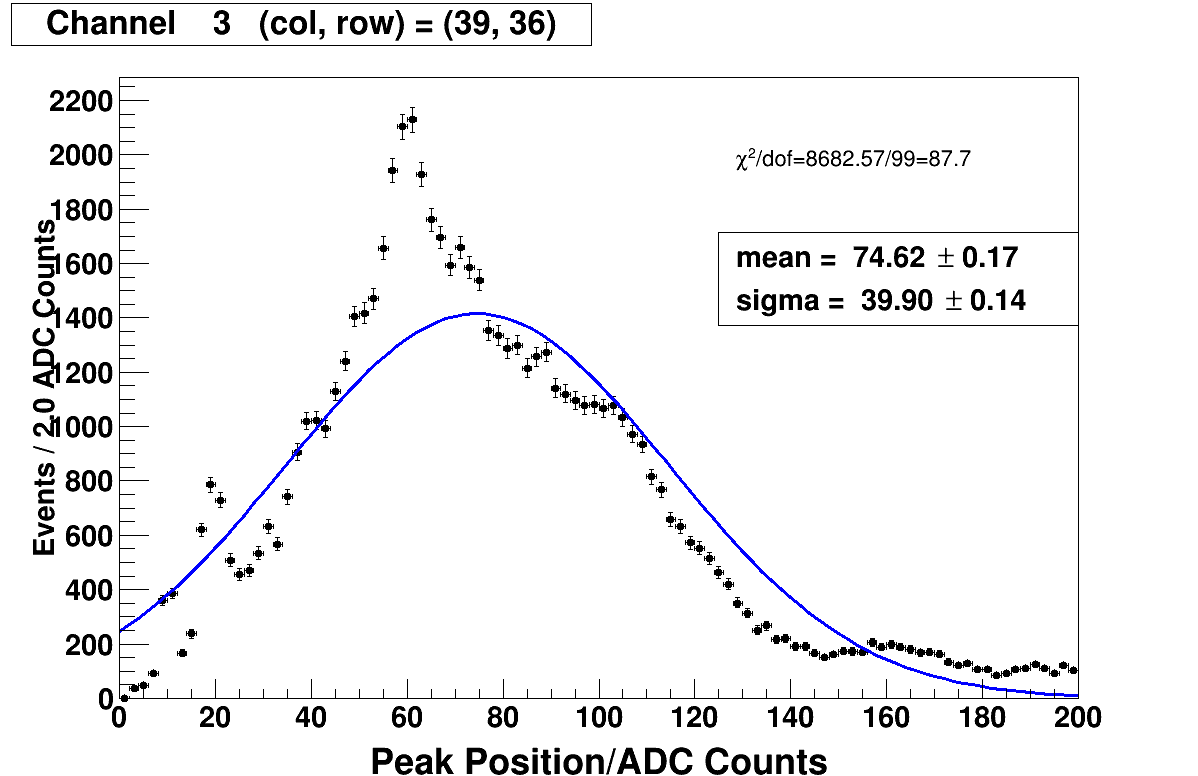 Channel 3 (col, row) = (39, 36)
χ²/dof=8682.57/99=87.7
mean = 74.62 ± 0.17
sigma = 39.90 ± 0.14
Events / 2.0 ADC Counts
2200
2000
1800
1600
1400
1200
1000
800
600
400
200
0
0 20 40 60 80 100 120 140 160 180 200
Peak Position/ADC Counts